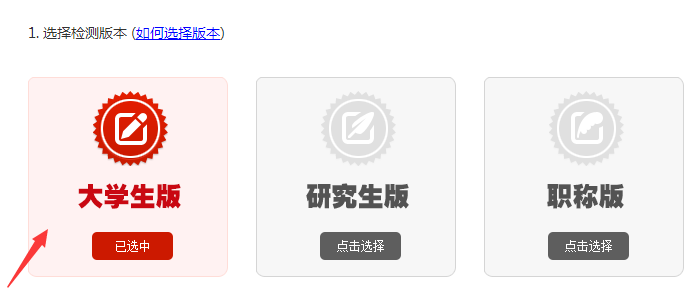 1. 选择检测版本 (如何选择版本)
大学生版
已选中
研究生版
点击选择
职称版
点击选择